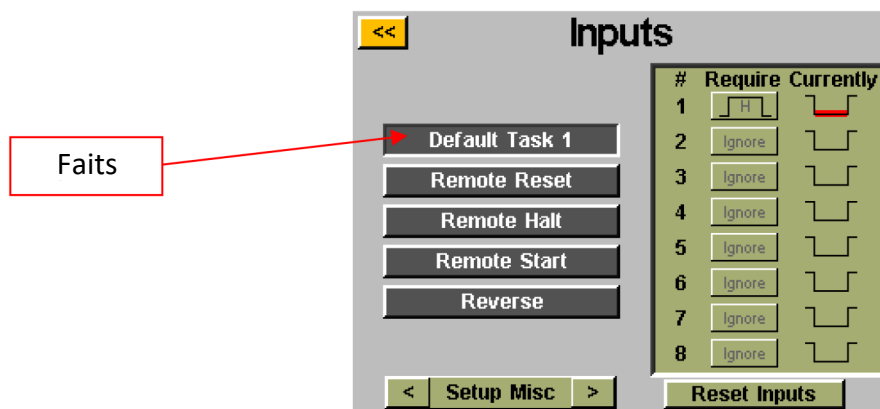 << Inputs
# Require Currently
1 H
2 Ignore
3 Ignore
4 Ignore
5 Ignore
6 Ignore
7 Ignore
8 Ignore
Faits
Default Task 1
Remote Reset
Remote Halt
Remote Start
Reverse
< Setup Misc >
Reset Inputs